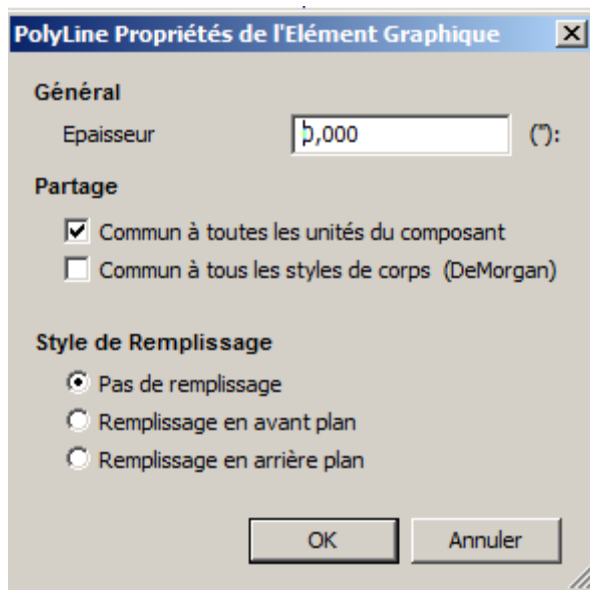 PolyLine Propriétés de l'Elément Graphique
Général
Epaisseur 0,000 ("):
Partage
Commun à toutes les unités du composant
Commun à tous les styles de corps (DeMorgan)
Style de Remplissage
Pas de remplissage
Remplissage en avant plan
Remplissage en arrière plan
OK Annuler